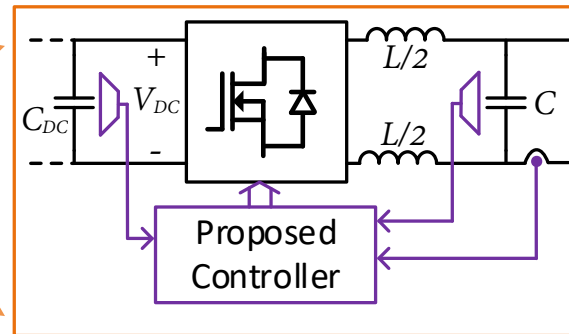 +
L/2
C_DC
V_DC
C
-
L/2
Proposed
Controller